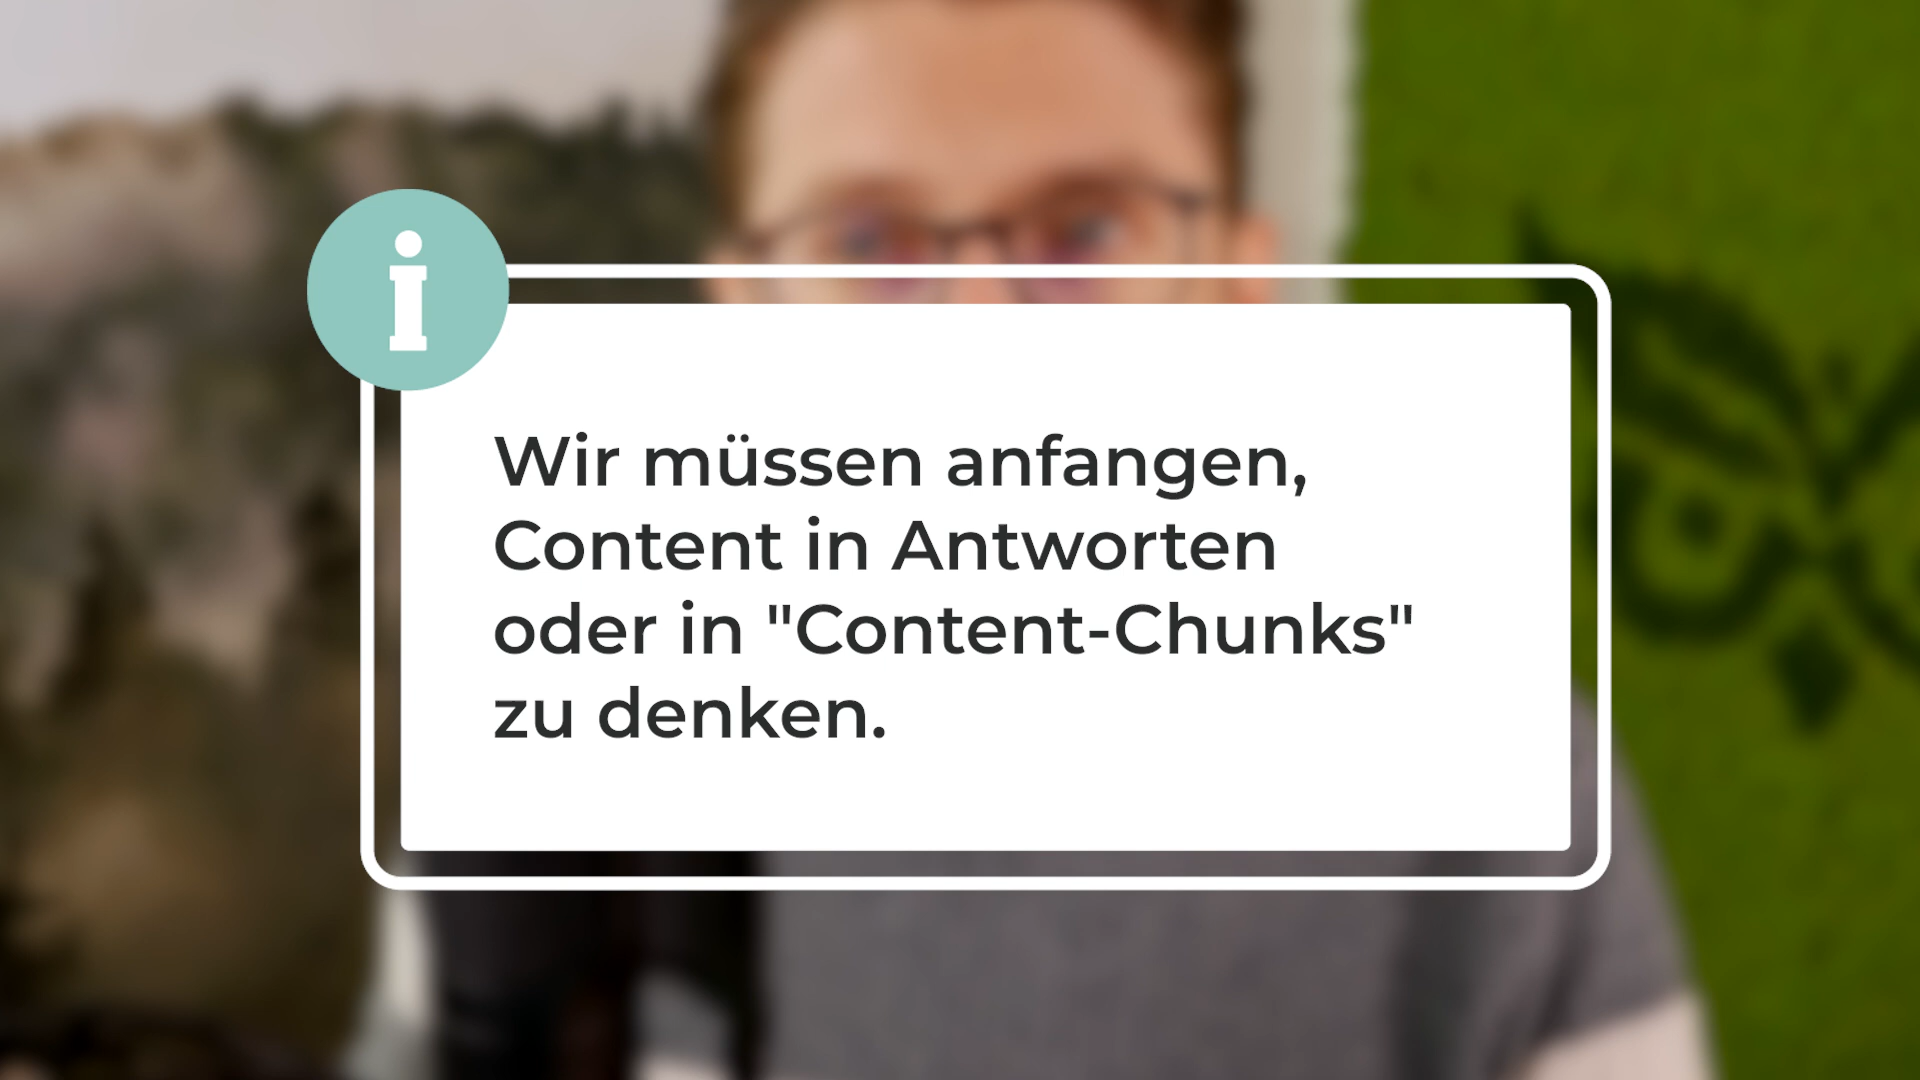 i
Wir müssen anfangen,
Content in Antworten
oder in "Content-Chunks"
zu denken.